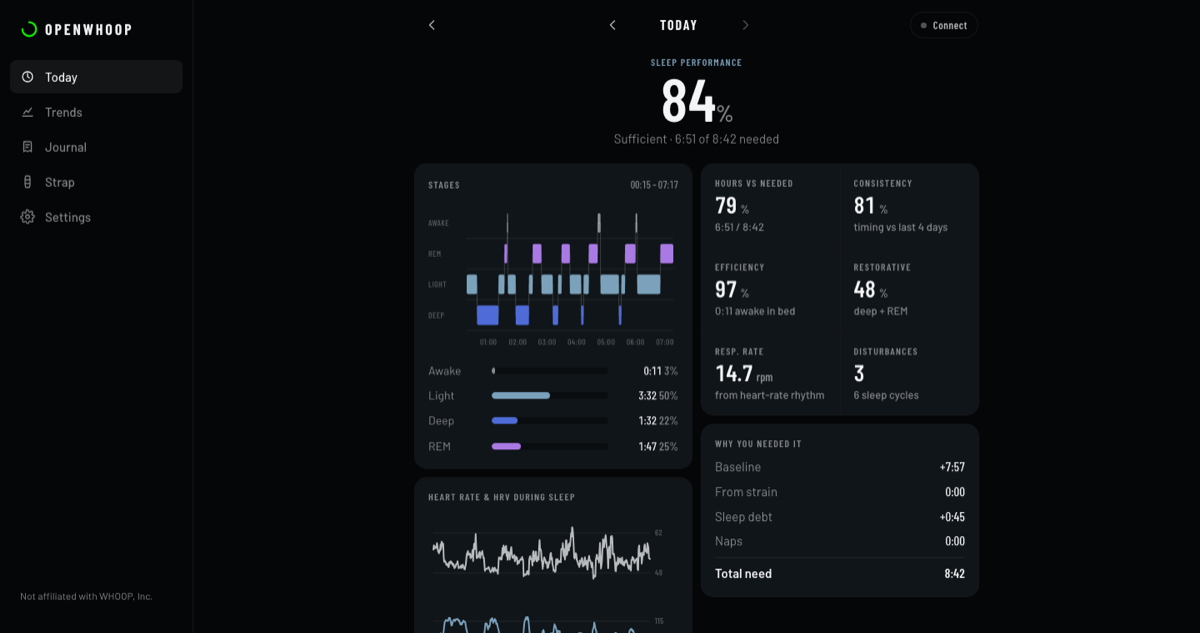 OPENWHOOP
Today
Trends
Journal
Strap
Settings
Not affiliated with WHOOP, Inc.
TODAY
Connect
SLEEP PERFORMANCE
84%
Sufficient · 6:51 of 8:42 needed
STAGES
00:15 - 07:17
AWAKE
REM
LIGHT
DEEP
01:00 02:00 03:00 04:00 05:00 06:00 07:00
Awake 0:11 3%
Light 3:32 50%
Deep 1:32 22%
REM 1:47 25%
HEART RATE & HRV DURING SLEEP
62
48
115
HOURS VS NEEDED
79 %
6:51 / 8:42
CONSISTENCY
81 %
timing vs last 4 days
EFFICIENCY
97 %
0:11 awake in bed
RESTORATIVE
48 %
deep + REM
RESP. RATE
14.7 rpm
from heart-rate rhythm
DISTURBANCES
3
6 sleep cycles
WHY YOU NEEDED IT
Baseline +7:57
From strain 0:00
Sleep debt +0:45
Naps 0:00
Total need 8:42